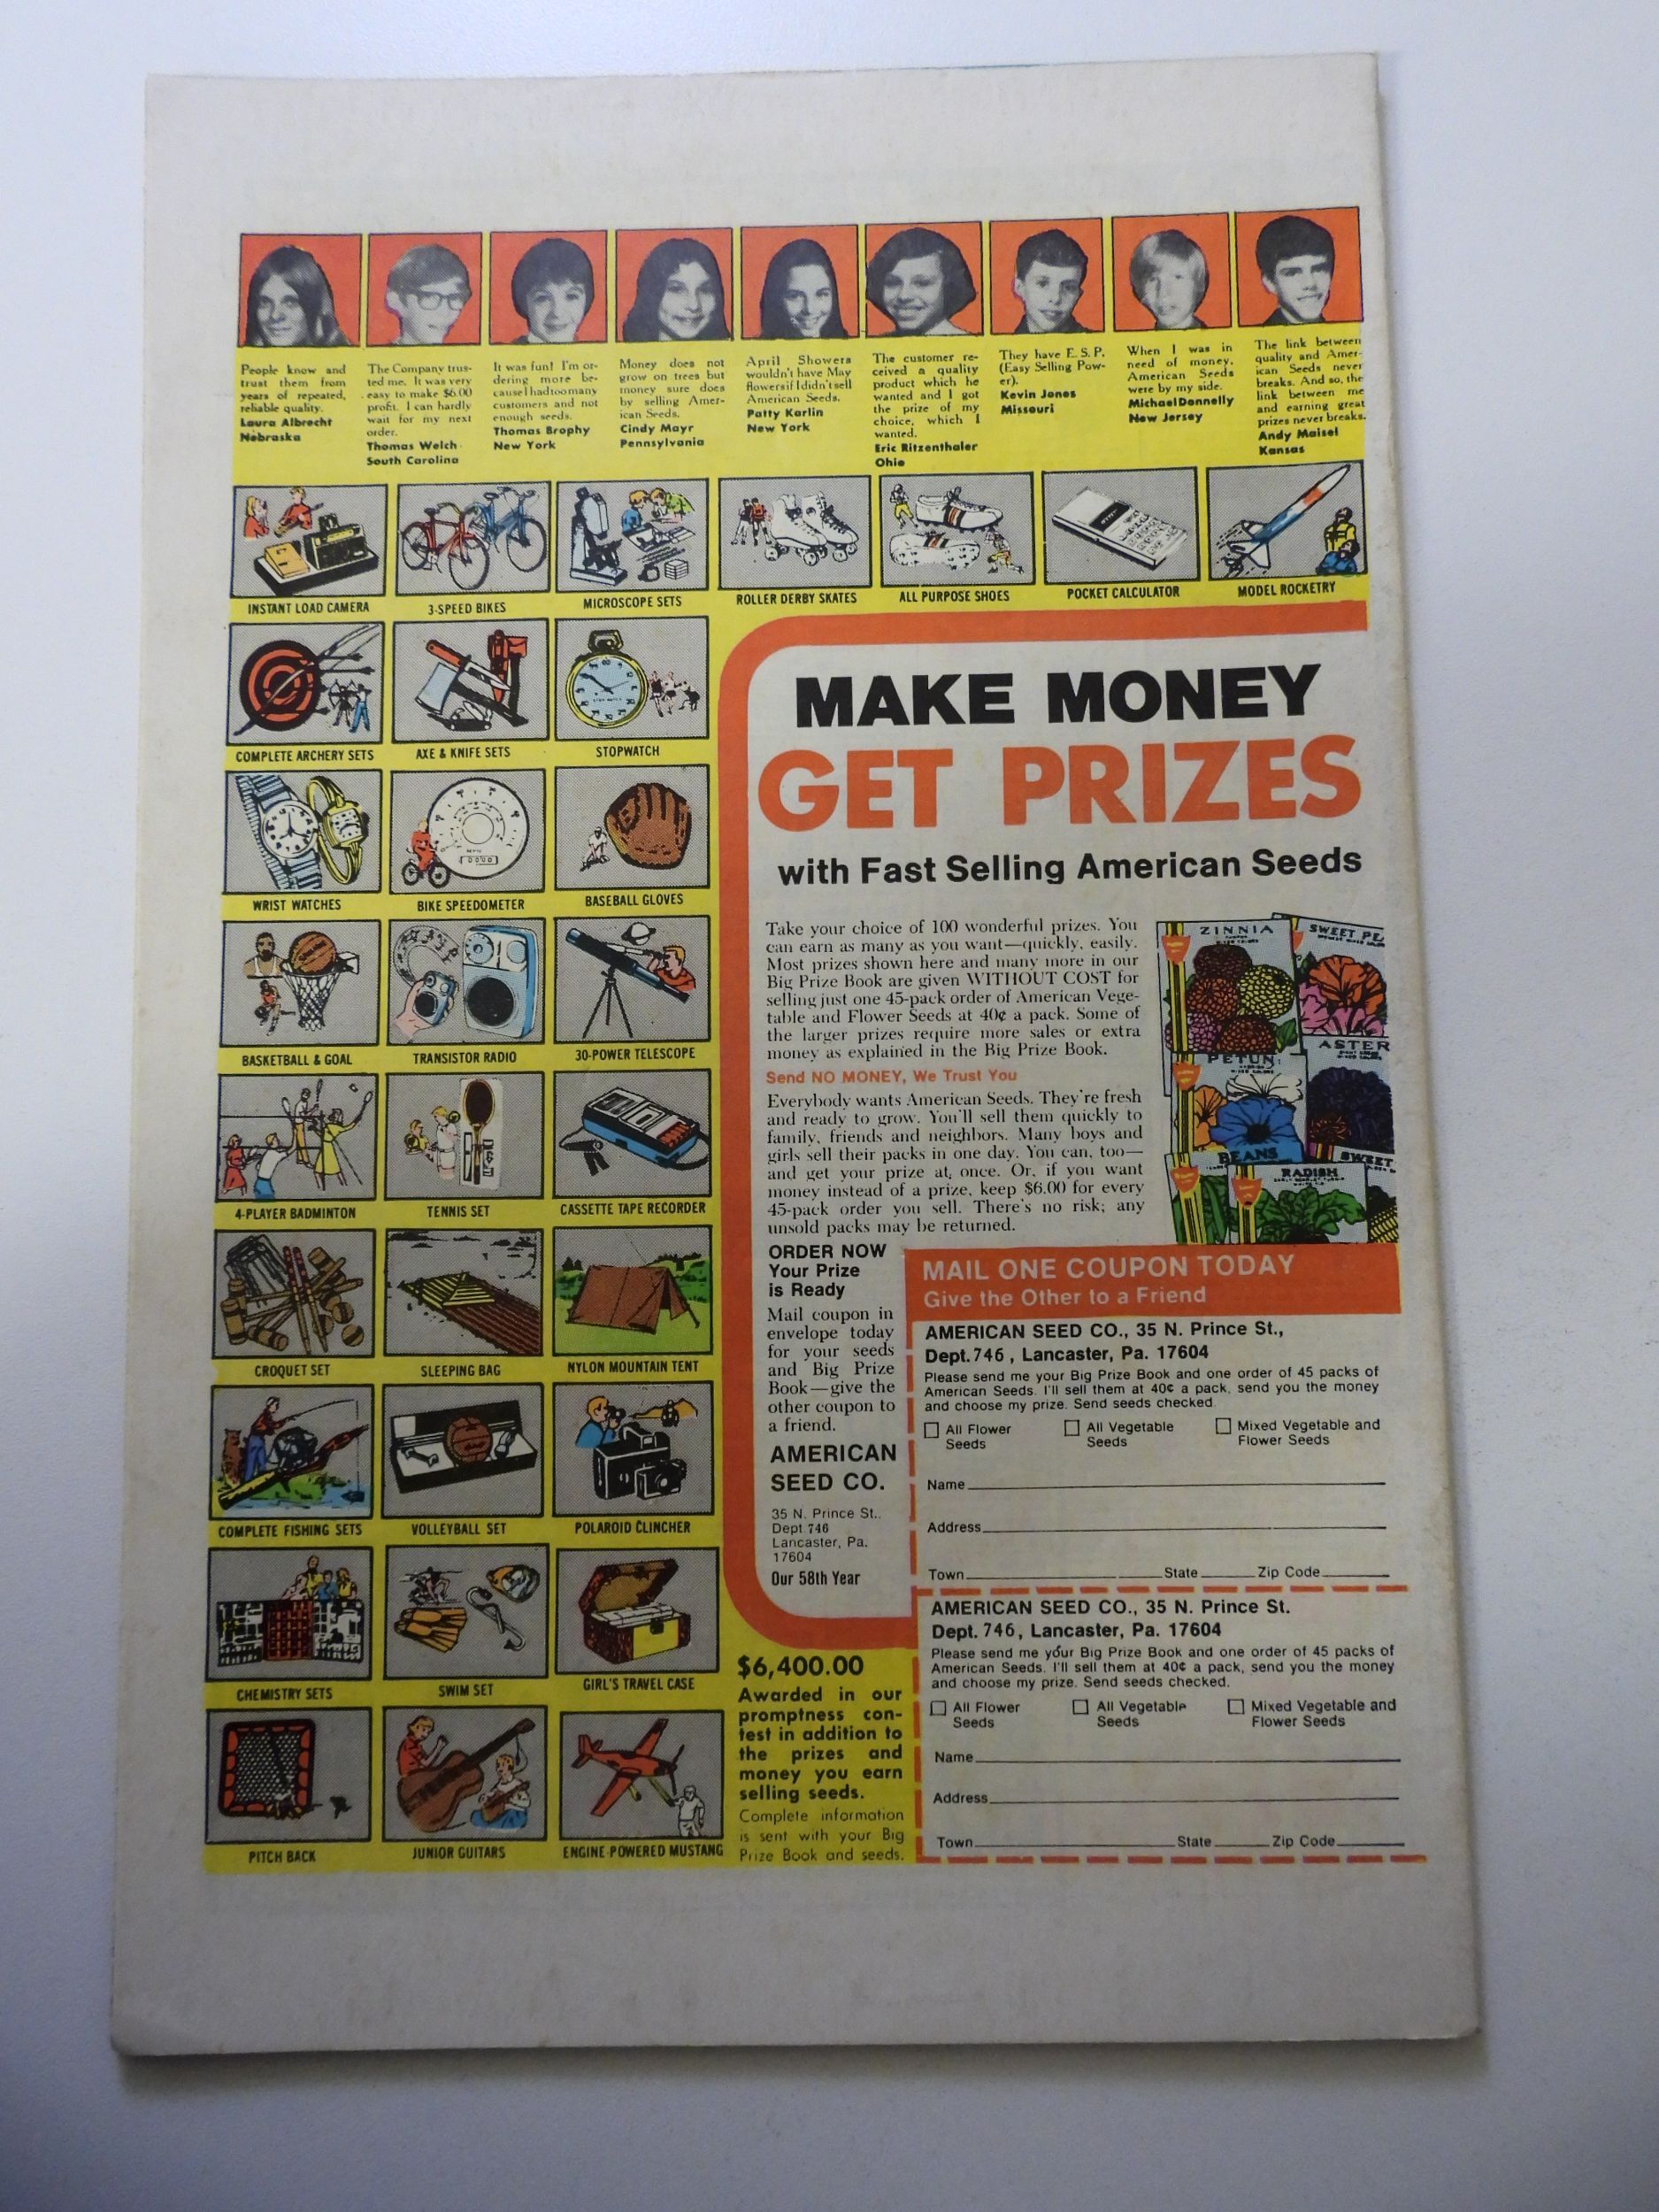 People know and
trust them from
years of repeated,
reliable quality.
Laura Albrecht
Nebraska
The Company trus-
ted me. It was very
easy to make $6.00
profit. I can hardly
wait for my next
order.
Thomas Welch
South Carolina
It was fun! I'm or-
dering more be-
cause I had too many
customers and not
enough seeds.
Thomas Brophy
New York
Money does not
grow on trees but
money sure does
by selling Amer-
ican Seeds.
Cindy Mayr
Pennsylvania
April Showers
wouldn't have May
flowers if I didn't sell
American Seeds.
Patty Karlin
New York
The customer re-
ceived a quality
product which he
wanted and I got
the prize of my
choice, which I
wanted.
Eric Ritzenthaler
Ohio
They have E.S.P.
(Easy Selling Pow-
er).
Kevin Jones
Missouri
When I was in
need of money,
American Seeds
were by my side.
Michael Donnelly
New Jersey
The link between
quality and Amer-
ican Seeds never
breaks. And so, the
link between me
and earning great
prizes never breaks.
Andy Maisel
Kansas
INSTANT LOAD CAMERA
3-SPEED BIKES
MICROSCOPE SETS
ROLLER DERBY SKATES
ALL PURPOSE SHOES
POCKET CALCULATOR
MODEL ROCKETRY
COMPLETE ARCHERY SETS
AXE & KNIFE SETS
STOPWATCH
WRIST WATCHES
BIKE SPEEDOMETER
BASEBALL GLOVES
BASKETBALL & GOAL
TRANSISTOR RADIO
30-POWER TELESCOPE
4-PLAYER BADMINTON
TENNIS SET
CASSETTE TAPE RECORDER
CROQUET SET
SLEEPING BAG
NYLON MOUNTAIN TENT
COMPLETE FISHING SETS
VOLLEYBALL SET
POLAROID CLINCHER
CHEMISTRY SETS
SWIM SET
GIRL'S TRAVEL CASE
PITCH BACK
JUNIOR GUITARS
ENGINE-POWERED MUSTANG
MAKE MONEY
GET PRIZES
with Fast Selling American Seeds
Take your choice of 100 wonderful prizes. You
can earn as many as you want—quickly, easily.
Most prizes shown here and many more in our
Big Prize Book are given WITHOUT COST for
selling just one 45-pack order of American Vege-
table and Flower Seeds at 40¢ a pack. Some of
the larger prizes require more sales or extra
money as explained in the Big Prize Book.
Send NO MONEY, We Trust You
Everybody wants American Seeds. They're fresh
and ready to grow. You'll sell them quickly to
family, friends and neighbors. Many boys and
girls sell their packs in one day. You can, too—
and get your prize at once. Or, if you want
money instead of a prize, keep $6.00 for every
45-pack order you sell. There's no risk; any
unsold packs may be returned.
ZINNIA
SWEET PE
ASTER
PETUN
BEANS
RADISH
SWEET
ORDER NOW
Your Prize
is Ready
Mail coupon in
envelope today
for your seeds
and Big Prize
Book—give the
other coupon to
a friend.
AMERICAN
SEED CO.
35 N. Prince St..
Dept 746
Lancaster, Pa.
17604
Our 58th Year
$6,400.00
Awarded in our
promptness con-
test in addition to
the prizes and
money you earn
selling seeds.
Complete information
is sent with your Big
Prize Book and seeds.
MAIL ONE COUPON TODAY
Give the Other to a Friend
AMERICAN SEED CO., 35 N. Prince St.,
Dept. 746, Lancaster, Pa. 17604
Please send me your Big Prize Book and one order of 45 packs of
American Seeds. I'll sell them at 40¢ a pack, send you the money
and choose my prize. Send seeds checked.
All Flower Seeds
All Vegetable Seeds
Mixed Vegetable and Flower Seeds
Name
Address
Town State Zip Code
AMERICAN SEED CO., 35 N. Prince St.
Dept. 746, Lancaster, Pa. 17604
Please send me your Big Prize Book and one order of 45 packs of
American Seeds. I'll sell them at 40¢ a pack, send you the money
and choose my prize. Send seeds checked.
All Flower Seeds
All Vegetable Seeds
Mixed Vegetable and Flower Seeds
Name
Address
Town State Zip Code